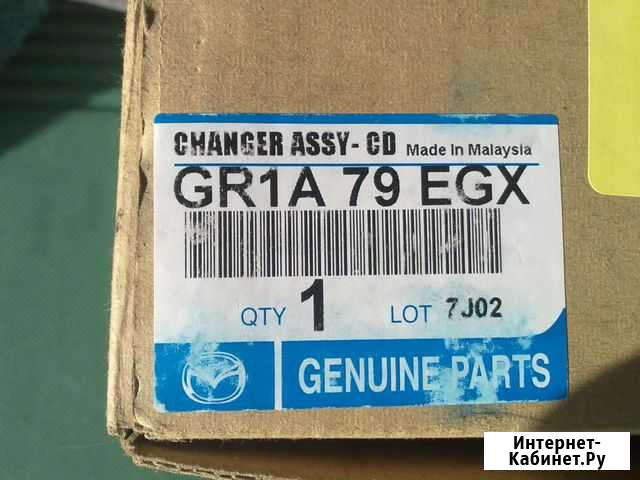 CHANGER ASSY- CD Made In Malaysia
GR1A 79 EGX
QTY 1 LOT 7J02
GENUINE PARTS
Интернет-
Кабинет.Ру